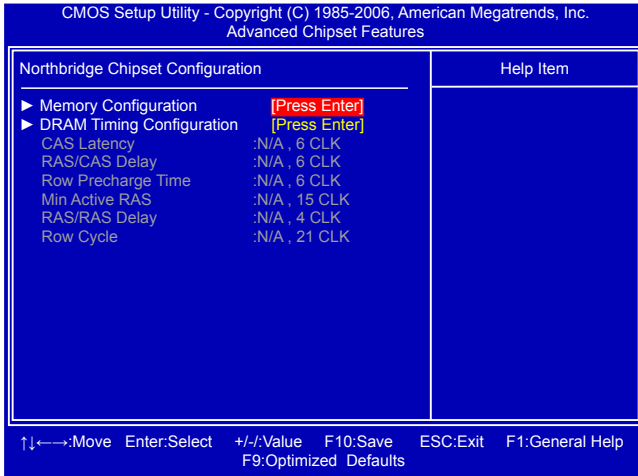 CMOS Setup Utility - Copyright (C) 1985-2006, American Megatrends, Inc.
Advanced Chipset Features
Northbridge Chipset Configuration
Help Item
► Memory Configuration [Press Enter]
► DRAM Timing Configuration [Press Enter]
CAS Latency :N/A , 6 CLK
RAS/CAS Delay :N/A , 6 CLK
Row Precharge Time :N/A , 6 CLK
Min Active RAS :N/A , 15 CLK
RAS/RAS Delay :N/A , 4 CLK
Row Cycle :N/A , 21 CLK
↑↓←→:Move Enter:Select +/-/:Value F10:Save ESC:Exit F1:General Help
F9:Optimized Defaults